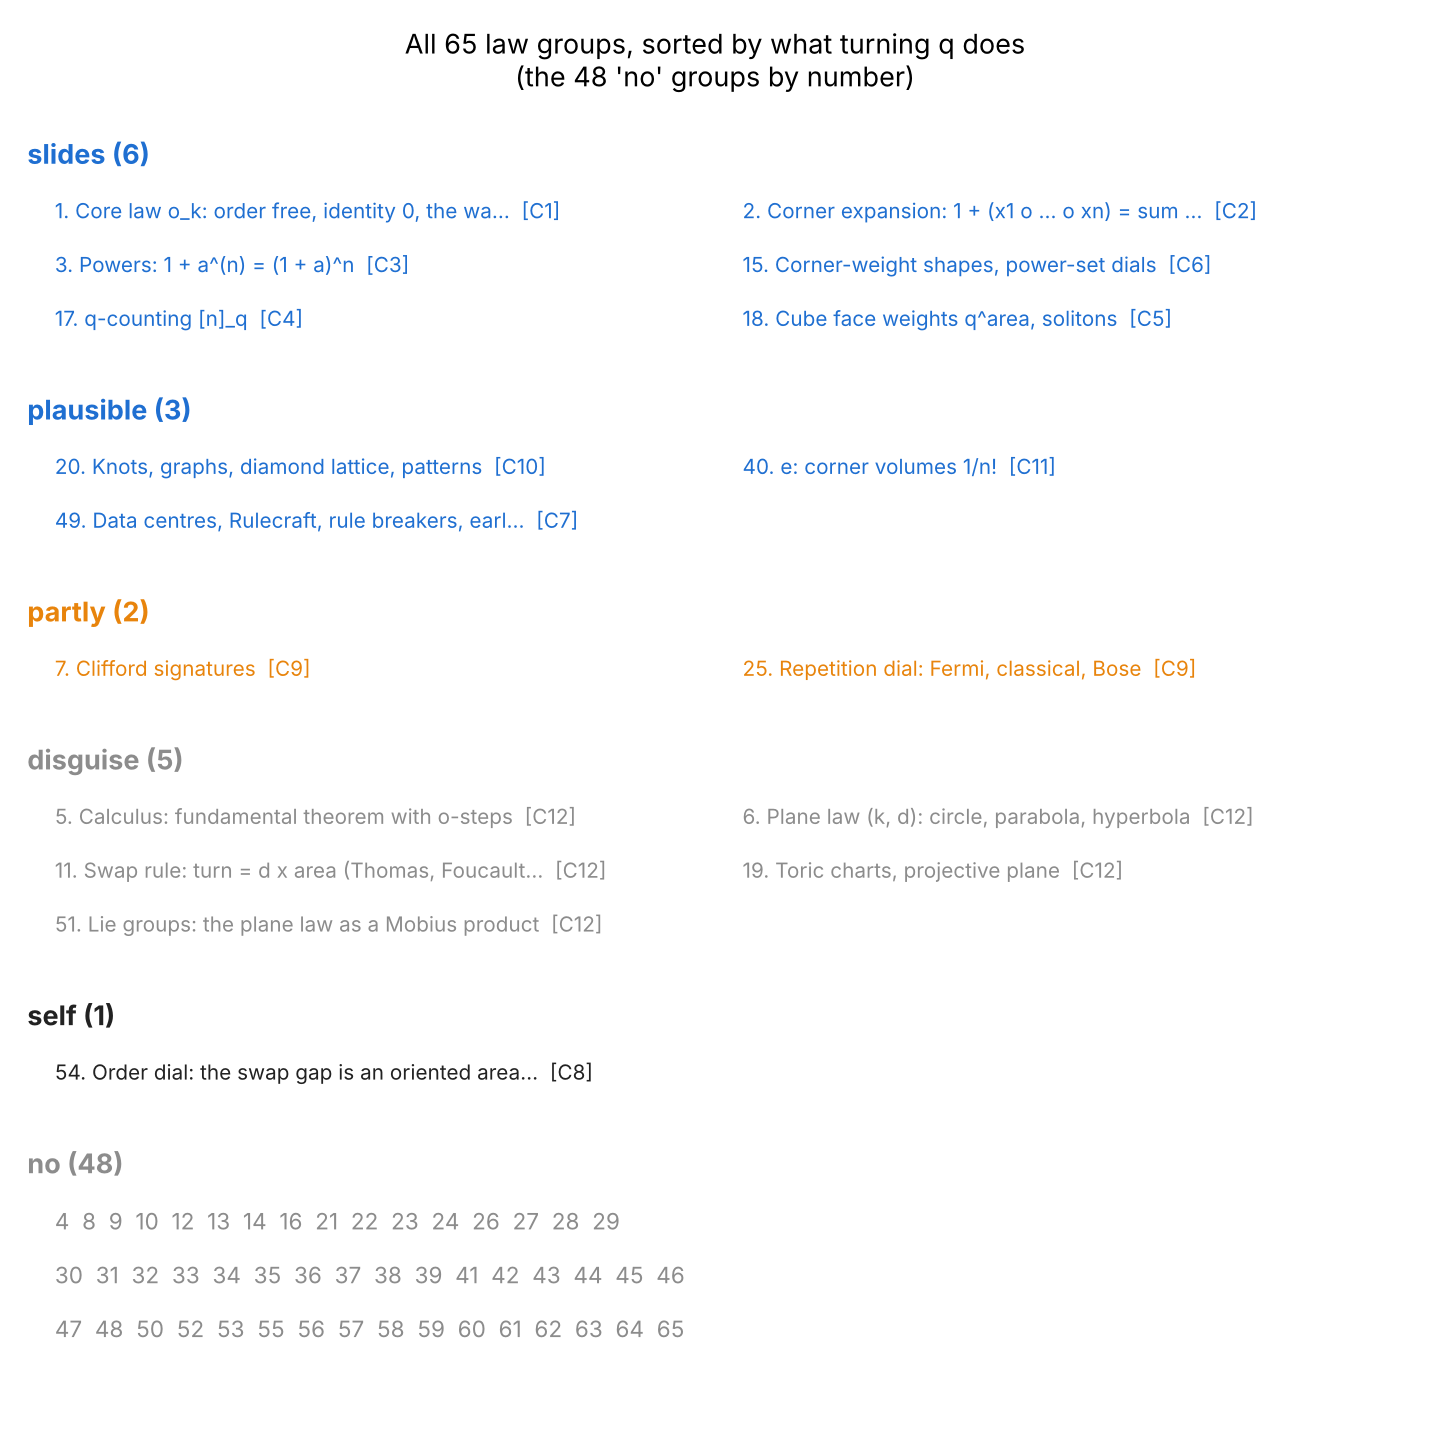 All 65 law groups, sorted by what turning q does
(the 48 'no' groups by number)
slides (6)
1. Core law o_k: order free, identity 0, the wa... [C1]
2. Corner expansion: 1 + (x1 o ... o xn) = sum ... [C2]
3. Powers: 1 + a^(n) = (1 + a)^n [C3]
15. Corner-weight shapes, power-set dials [C6]
17. q-counting [n]_q [C4]
18. Cube face weights q^area, solitons [C5]
plausible (3)
20. Knots, graphs, diamond lattice, patterns [C10]
40. e: corner volumes 1/n! [C11]
49. Data centres, Rulecraft, rule breakers, earl... [C7]
partly (2)
7. Clifford signatures [C9]
25. Repetition dial: Fermi, classical, Bose [C9]
disguise (5)
5. Calculus: fundamental theorem with o-steps [C12]
6. Plane law (k, d): circle, parabola, hyperbola [C12]
11. Swap rule: turn = d x area (Thomas, Foucault... [C12]
19. Toric charts, projective plane [C12]
51. Lie groups: the plane law as a Mobius product [C12]
self (1)
54. Order dial: the swap gap is an oriented area... [C8]
no (48)
4 8 9 10 12 13 14 16 21 22 23 24 26 27 28 29
30 31 32 33 34 35 36 37 38 39 41 42 43 44 45 46
47 48 50 52 53 55 56 57 58 59 60 61 62 63 64 65